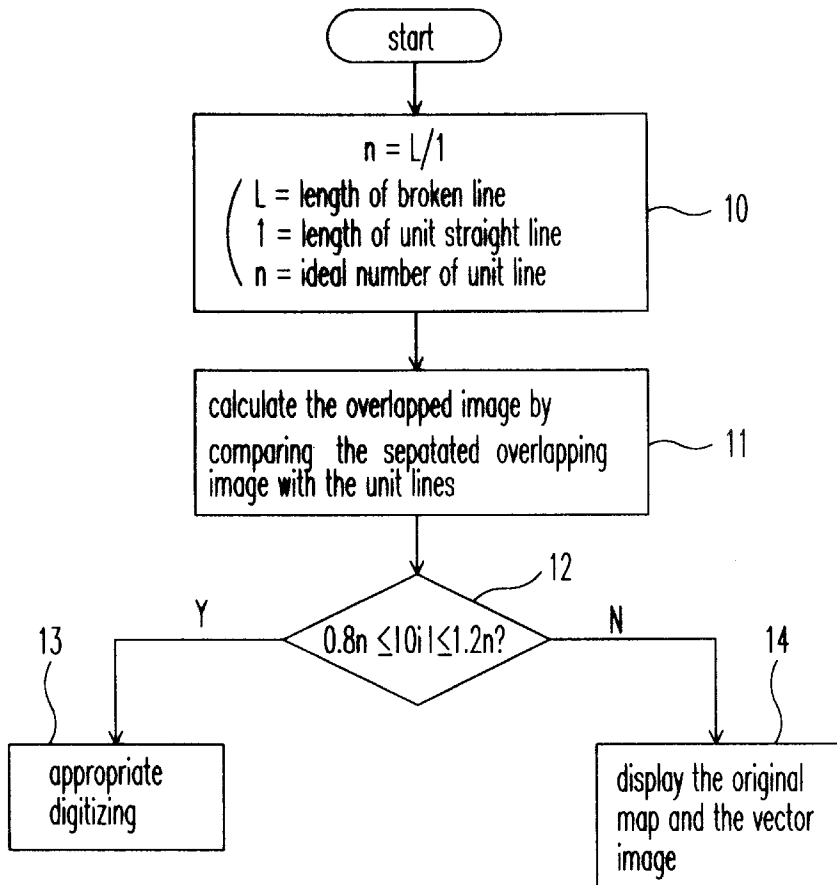 start
n = L/1
L = length of broken line
1 = length of unit straight line
n = ideal number of unit line
10
calculate the overlapped image by
comparing the sepatated overlapping
image with the unit lines
11
12
0.8n ≤|0i|≤1.2n?
Y
N
13
14
appropriate
digitizing
display the original
map and the vector
image